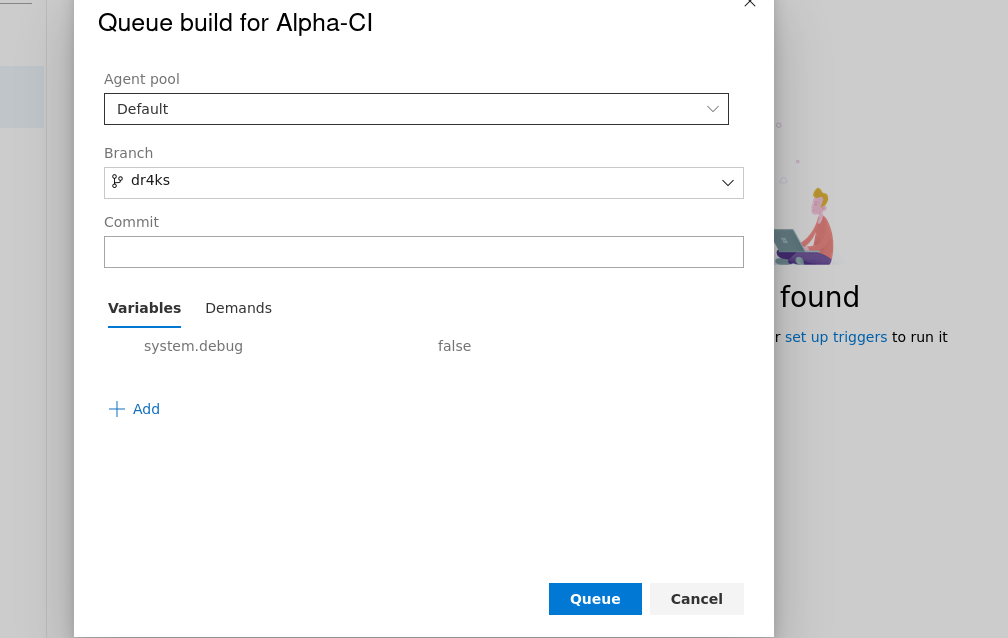 Queue build for Alpha-CI
Agent pool
Default
Branch
dr4ks
Commit
Variables Demands
system.debug false
Add
Queue Cancel
found
set up triggers to run it